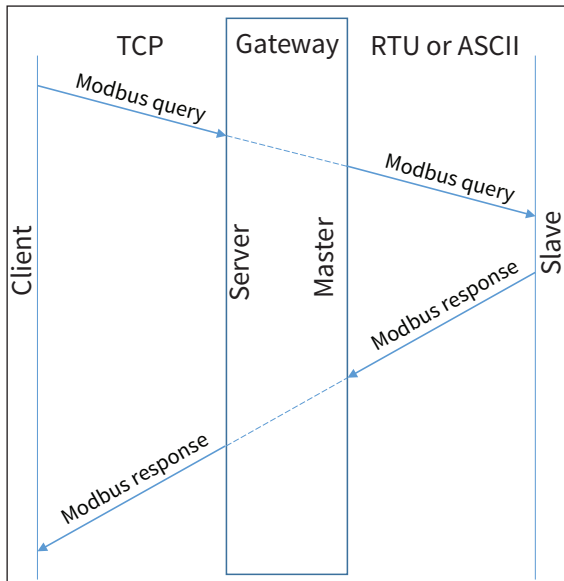 TCP
Gateway
RTU or ASCII
Modbus query
Modbus query
Client
Server
Master
Slave
Modbus response
Modbus response